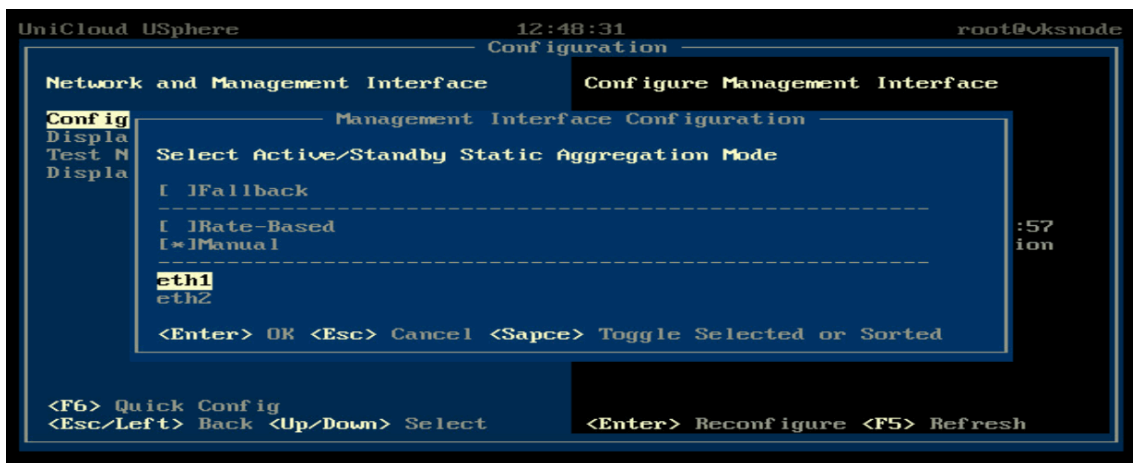 UniCloud USphere 12:48:31 root@vksnode
Configuration
Network and Management Interface Configure Management Interface
Config Management Interface Configuration
Displa
Test N Select Active/Standby Static Aggregation Mode
Displa
[ ]Fallback
[ ]Rate-Based :57
[*]Manual ion
eth1
eth2
<Enter> OK <Esc> Cancel <Sapce> Toggle Selected or Sorted
<F6> Quick Config
<Esc/Left> Back <Up/Down> Select <Enter> Reconfigure <F5> Refresh